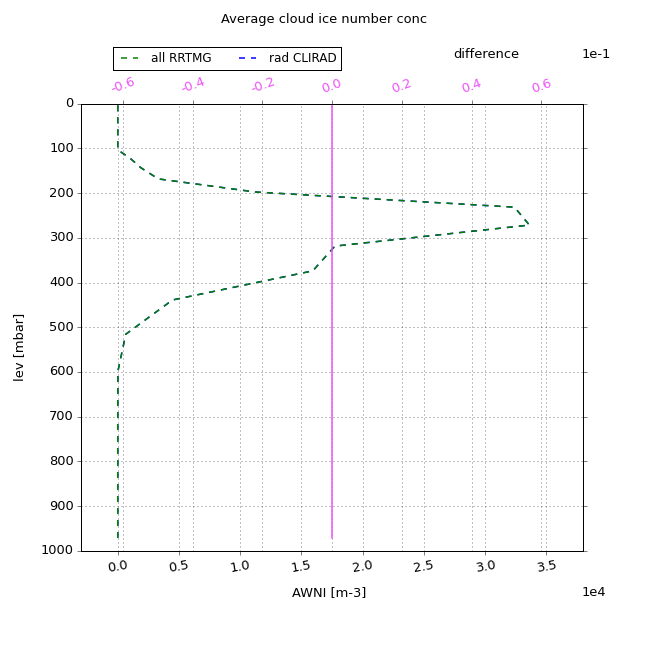 Average cloud ice number conc
all RRTMG rad CLIRAD
difference 1e-1
-0.6 -0.4 -0.2 0.0 0.2 0.4 0.6
0
100
200
300
400
500
600
700
800
900
1000
lev [mbar]
0.0 0.5 1.0 1.5 2.0 2.5 3.0 3.5
AWNI [m-3] 1e4